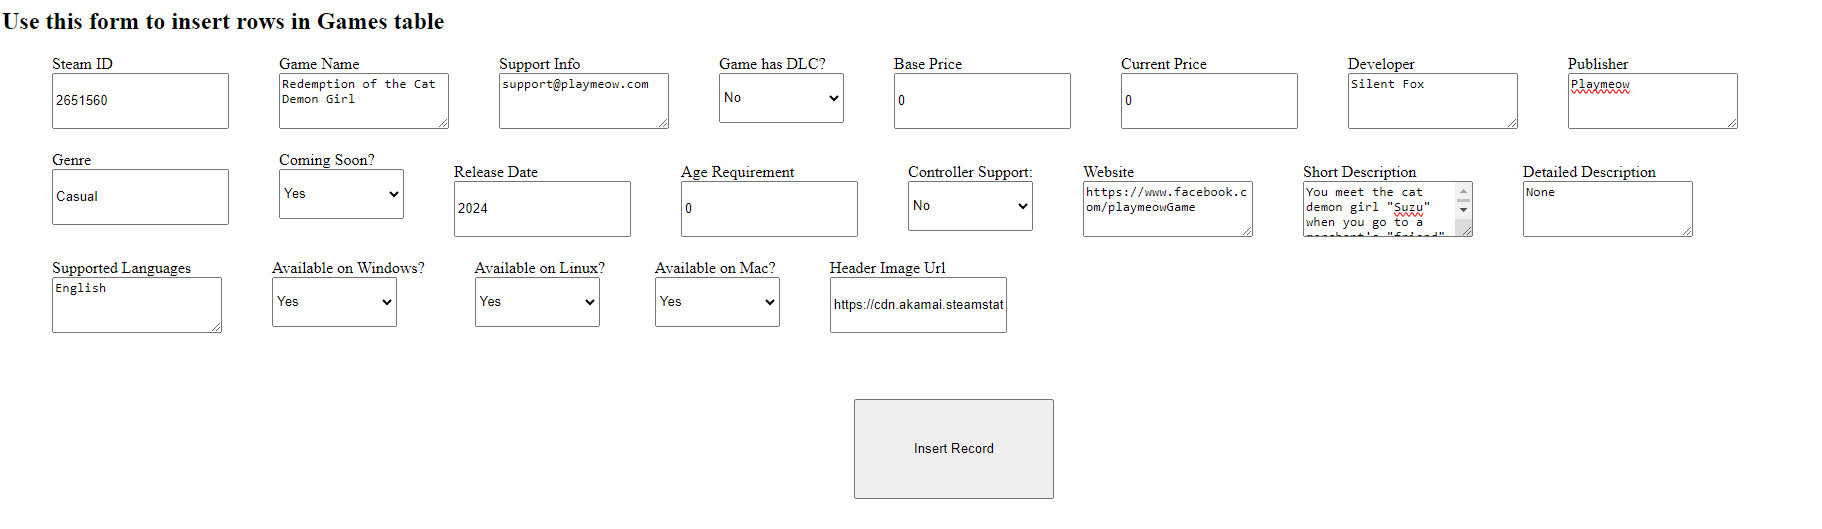 Use this form to insert rows in Games table
Steam ID
Game Name
Support Info
Game has DLC?
Base Price
Current Price
Developer
Publisher
2651560
Redemption of the Cat
Demon Girl
support@playmeow.com
No
0
0
Silent Fox
Playmeow
Genre
Coming Soon?
Release Date
Age Requirement
Controller Support:
Website
Short Description
Detailed Description
Casual
Yes
2024
0
No
https://www.facebook.c
om/playmeowGame
You meet the cat
demon girl "Suzu"
when you go to a
merchant's "friend"
None
Supported Languages
Available on Windows?
Available on Linux?
Available on Mac?
Header Image Url
English
Yes
Yes
Yes
https://cdn.akamai.steamstat
Insert Record